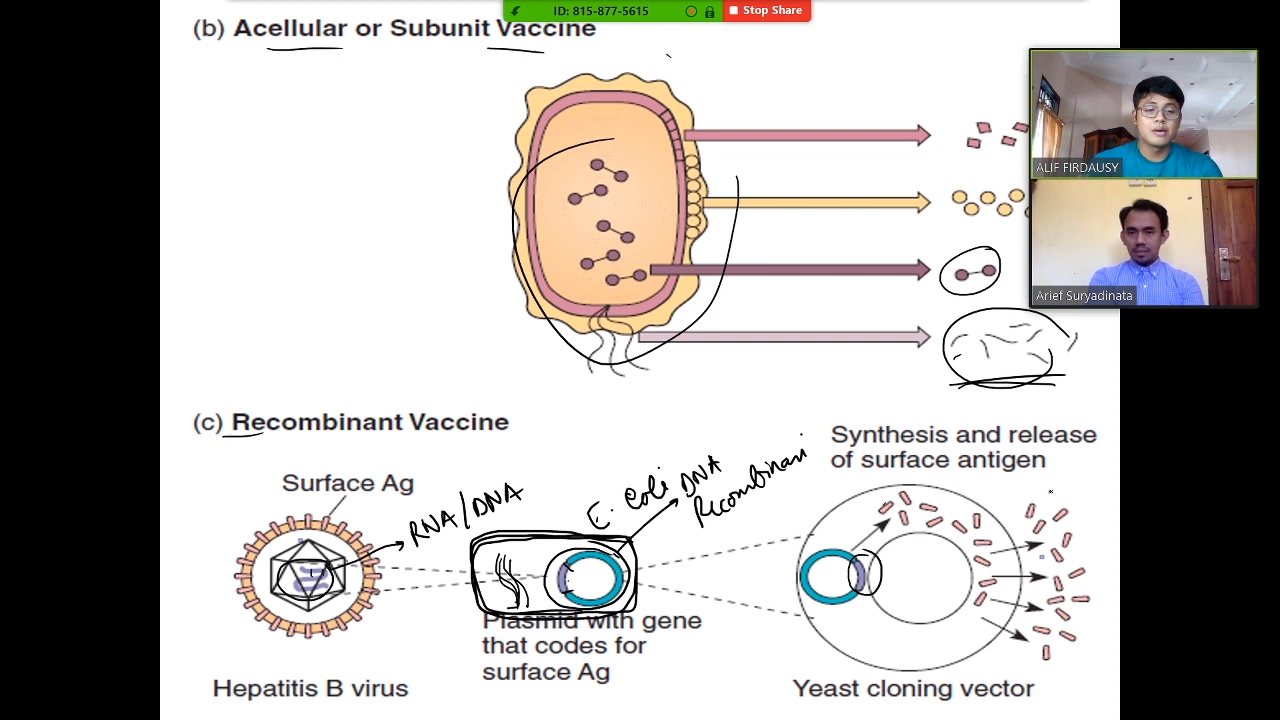 ID: 815-877-5615
Stop Share
(b) Acellular or Subunit Vaccine
ALIF FIRDAUSY
Arief Suryadinata
(c) Recombinant Vaccine
Synthesis and release
of surface antigen
Surface Ag
RNA/DNA
E. Coli
DNA
Recombinan
Plasmid with gene
that codes for
surface Ag
Hepatitis B virus
Yeast cloning vector